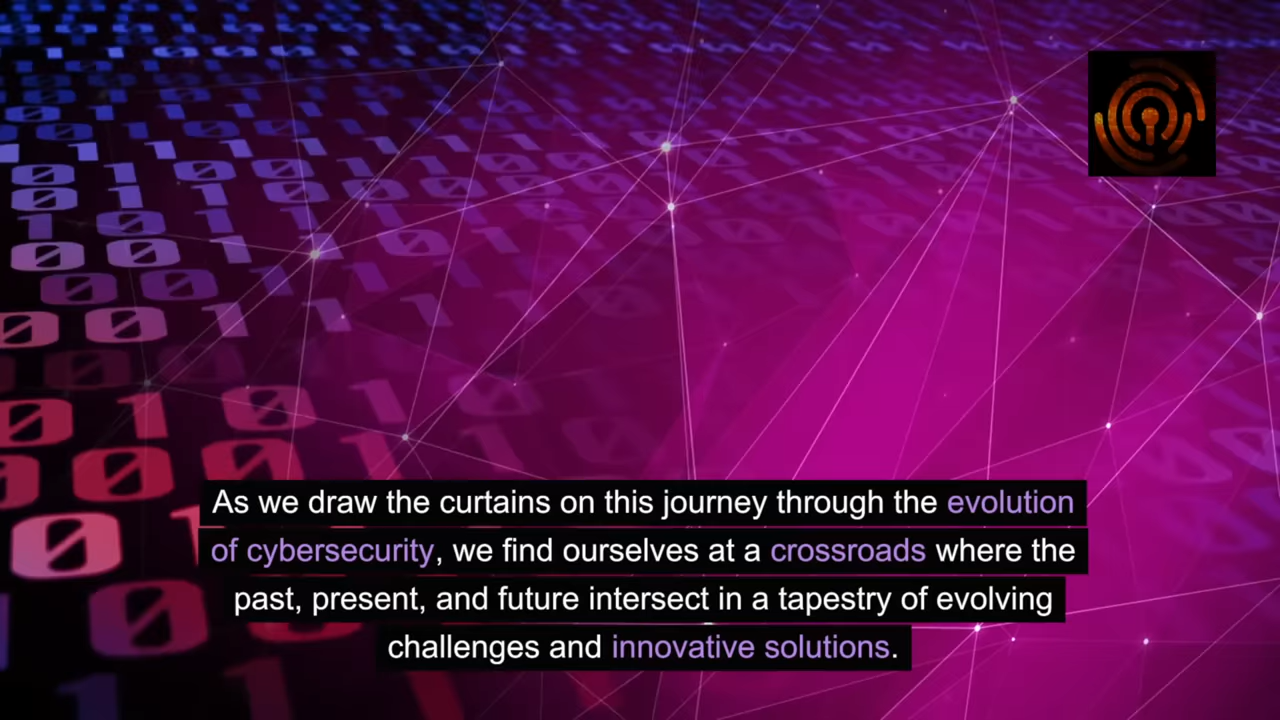 As we draw the curtains on this journey through the evolution
of cybersecurity, we find ourselves at a crossroads where the
past, present, and future intersect in a tapestry of evolving
challenges and innovative solutions.